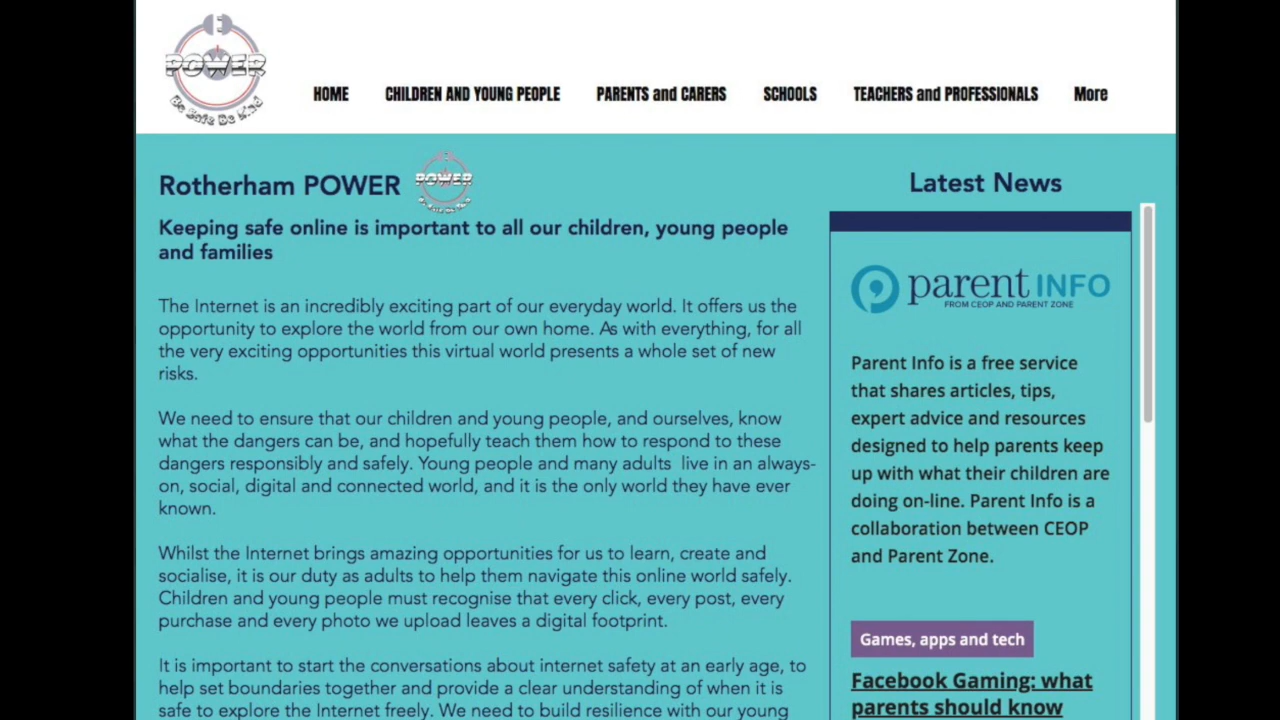 POWER
Be Safe Be Kind
HOME CHILDREN AND YOUNG PEOPLE PARENTS and CARERS SCHOOLS TEACHERS and PROFESSIONALS More
Rotherham POWER
POWER
Keeping safe online is important to all our children, young people
and families
The Internet is an incredibly exciting part of our everyday world. It offers us the
opportunity to explore the world from our own home. As with everything, for all
the very exciting opportunities this virtual world presents a whole set of new
risks.
We need to ensure that our children and young people, and ourselves, know
what the dangers can be, and hopefully teach them how to respond to these
dangers responsibly and safely. Young people and many adults  live in an always-
on, social, digital and connected world, and it is the only world they have ever
known.
Whilst the Internet brings amazing opportunities for us to learn, create and
socialise, it is our duty as adults to help them navigate this online world safely.
Children and young people must recognise that every click, every post, every
purchase and every photo we upload leaves a digital footprint.
It is important to start the conversations about internet safety at an early age, to
help set boundaries together and provide a clear understanding of when it is
safe to explore the Internet freely. We need to build resilience with our young
Latest News
parent INFO
FROM CEOP AND PARENT ZONE
Parent Info is a free service
that shares articles, tips,
expert advice and resources
designed to help parents keep
up with what their children are
doing on-line. Parent Info is a
collaboration between CEOP
and Parent Zone.
Games, apps and tech
Facebook Gaming: what
parents should know